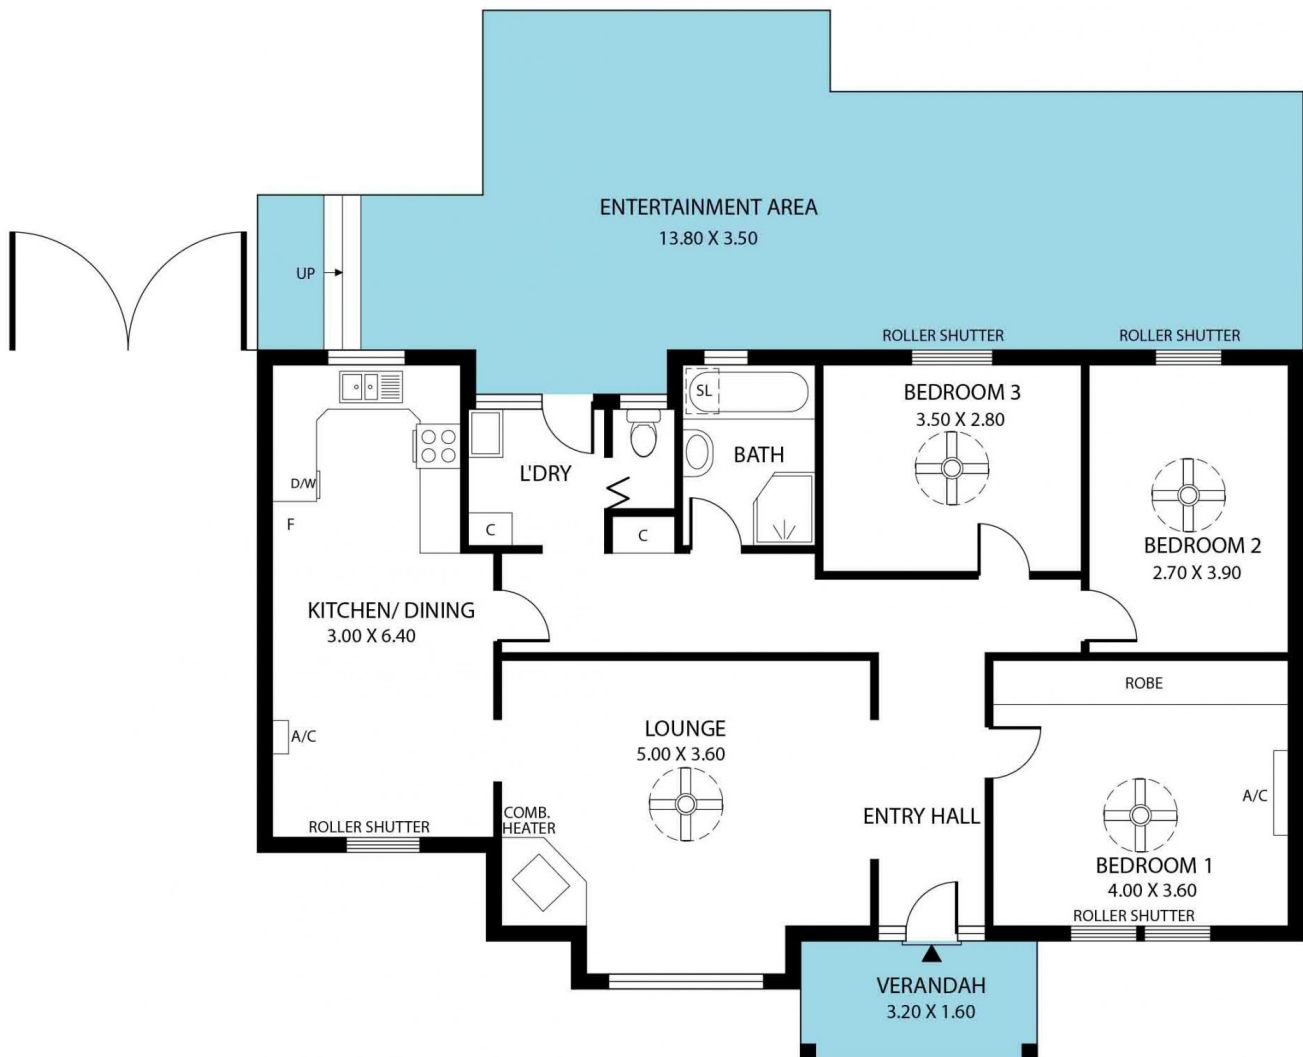 ENTERTAINMENT AREA
13.80 X 3.50
UP
ROLLER SHUTTER
ROLLER SHUTTER
SL
BEDROOM 3
3.50 X 2.80
BATH
L'DRY
D/W
F
C
C
BEDROOM 2
2.70 X 3.90
KITCHEN/ DINING
3.00 X 6.40
ROBE
LOUNGE
5.00 X 3.60
A/C
A/C
COMB.
HEATER
ENTRY HALL
ROLLER SHUTTER
BEDROOM 1
4.00 X 3.60
ROLLER SHUTTER
VERANDAH
3.20 X 1.60